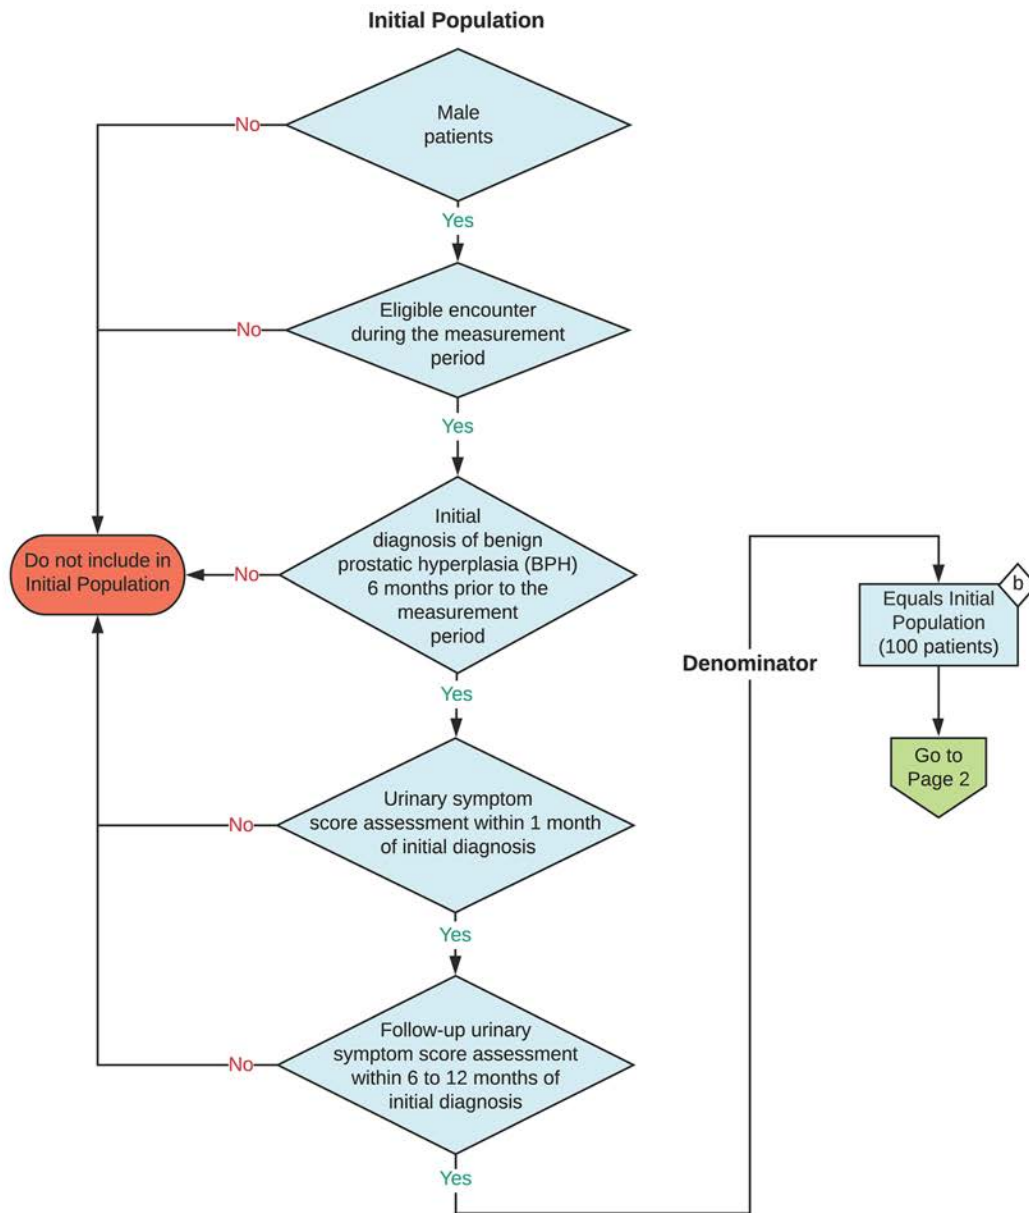 Initial Population
Male
patients
No
Yes
Eligible encounter
during the measurement
period
No
Yes
Initial
diagnosis of benign
prostatic hyperplasia (BPH)
6 months prior to the
measurement
period
No
Do not include in
Initial Population
Yes
Urinary symptom
score assessment within 1 month
of initial diagnosis
No
Yes
Follow-up urinary
symptom score assessment
within 6 to 12 months of
initial diagnosis
No
Yes
Denominator
b
Equals Initial
Population
(100 patients)
Go to
Page 2